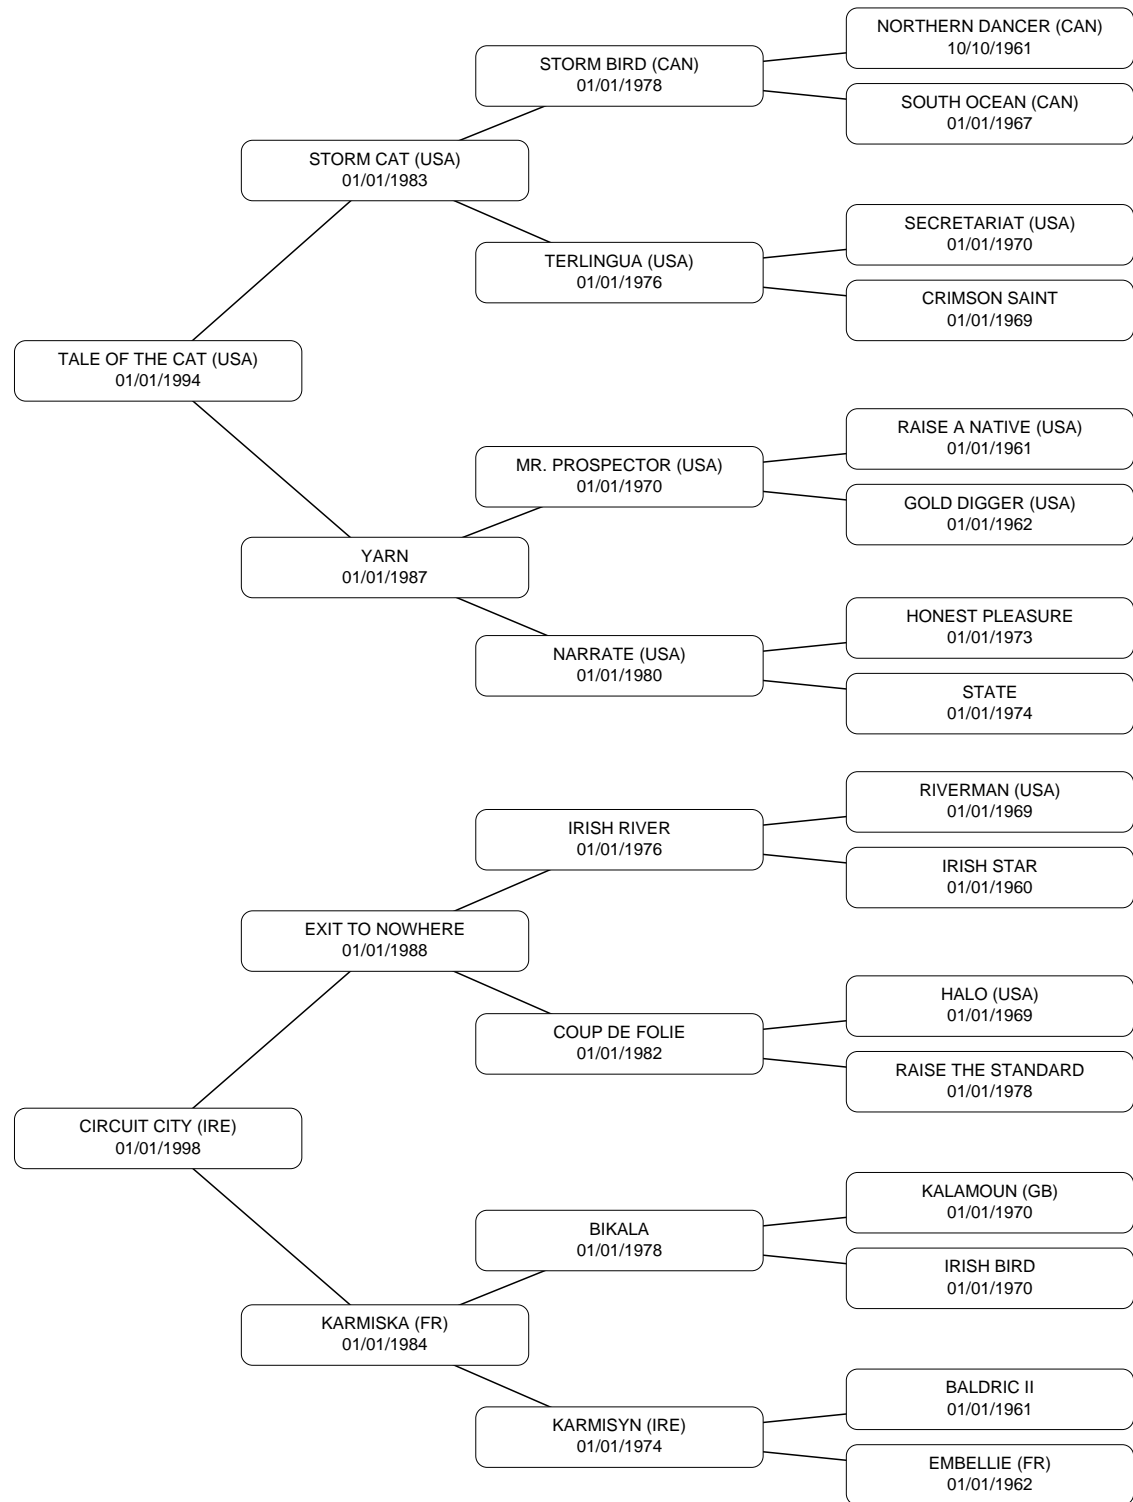 NORTHERN DANCER (CAN)
10/10/1961
STORM BIRD (CAN)
01/01/1978
SOUTH OCEAN (CAN)
01/01/1967
STORM CAT (USA)
01/01/1983
SECRETARIAT (USA)
01/01/1970
TERLINGUA (USA)
01/01/1976
CRIMSON SAINT
01/01/1969
TALE OF THE CAT (USA)
01/01/1994
RAISE A NATIVE (USA)
01/01/1961
MR. PROSPECTOR (USA)
01/01/1970
GOLD DIGGER (USA)
01/01/1962
YARN
01/01/1987
HONEST PLEASURE
01/01/1973
NARRATE (USA)
01/01/1980
STATE
01/01/1974
RIVERMAN (USA)
01/01/1969
IRISH RIVER
01/01/1976
IRISH STAR
01/01/1960
EXIT TO NOWHERE
01/01/1988
HALO (USA)
01/01/1969
COUP DE FOLIE
01/01/1982
RAISE THE STANDARD
01/01/1978
CIRCUIT CITY (IRE)
01/01/1998
KALAMOUN (GB)
01/01/1970
BIKALA
01/01/1978
IRISH BIRD
01/01/1970
KARMISKA (FR)
01/01/1984
BALDRIC II
01/01/1961
KARMISYN (IRE)
01/01/1974
EMBELLIE (FR)
01/01/1962